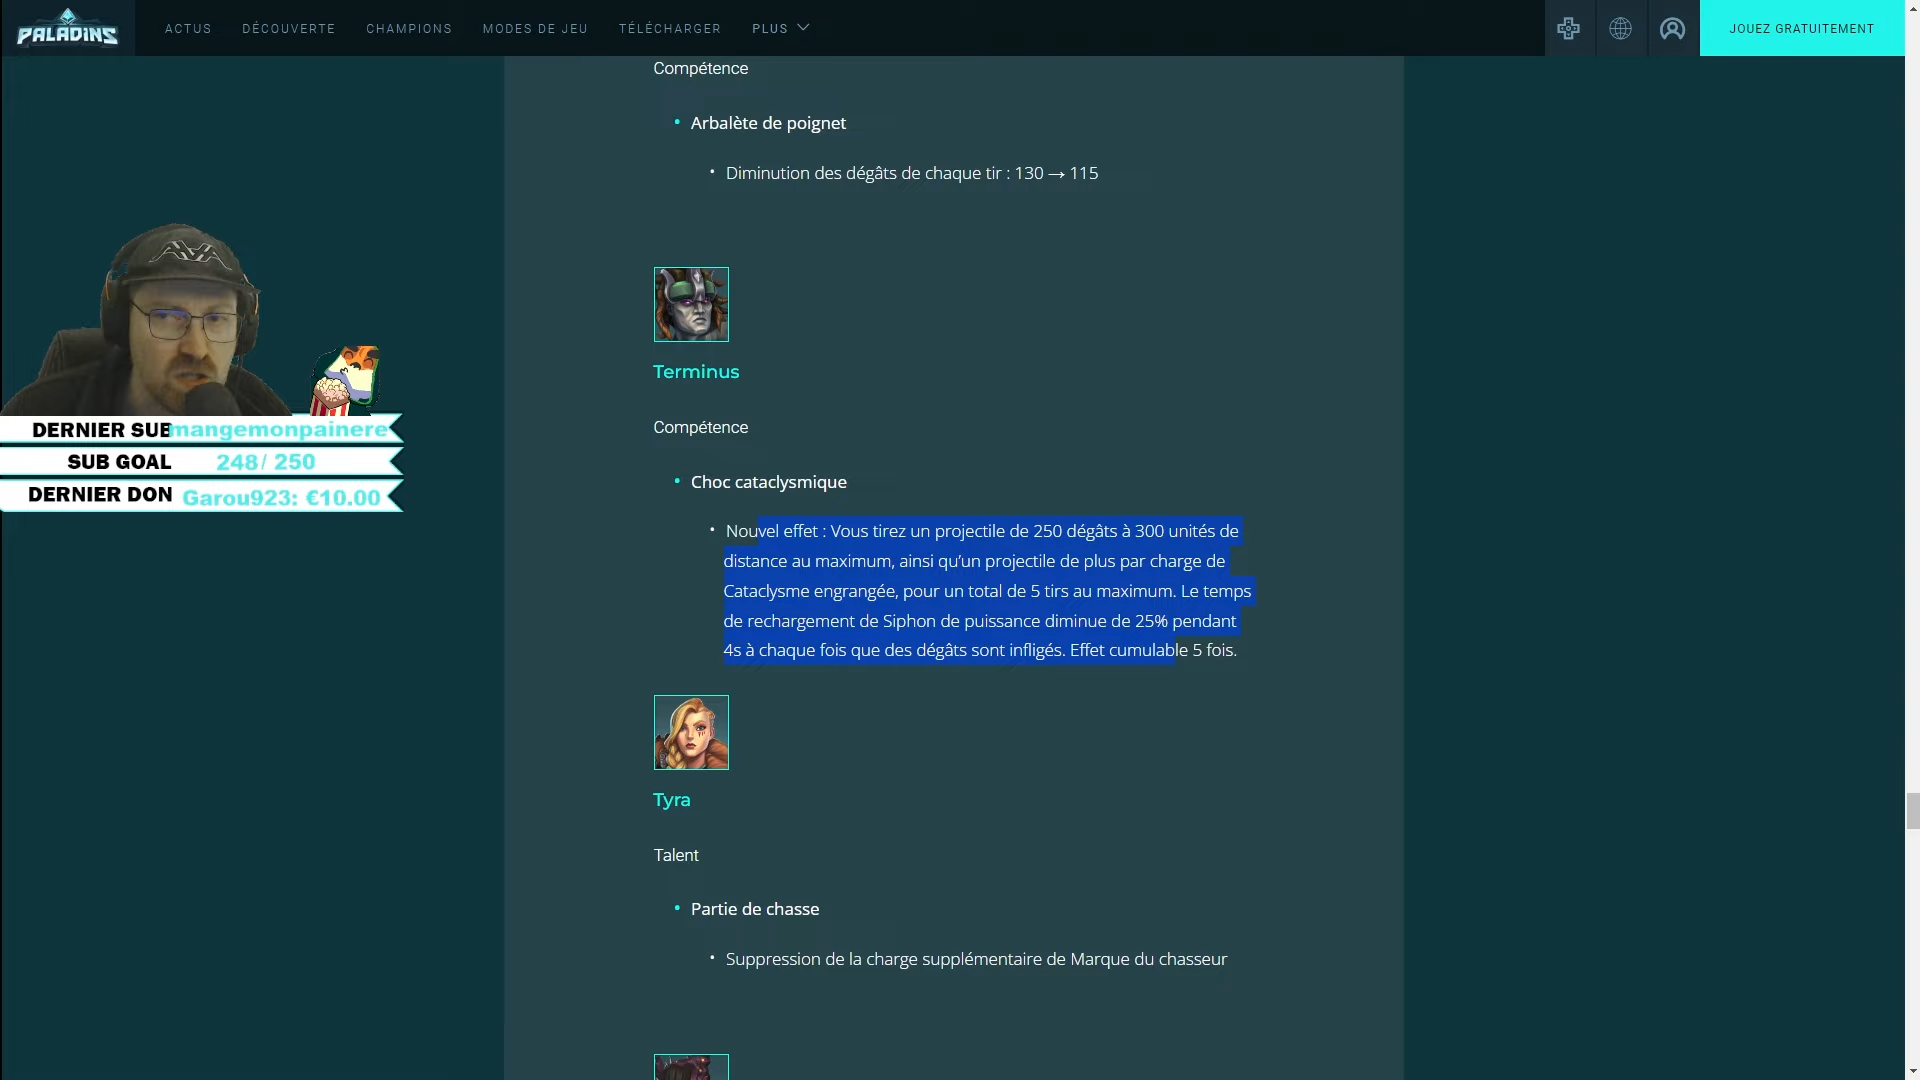 PALADINS
ACTUS
DÉCOUVERTE
CHAMPIONS
MODES DE JEU
TÉLÉCHARGER
PLUS
JOUEZ GRATUITEMENT
Compétence
• Arbalète de poignet
• Diminution des dégâts de chaque tir : 130 → 115
Terminus
Compétence
• Choc cataclysmique
• Nouvel effet : Vous tirez un projectile de 250 dégâts à 300 unités de
distance au maximum, ainsi qu’un projectile de plus par charge de
Cataclysme engrangée, pour un total de 5 tirs au maximum. Le temps
de rechargement de Siphon de puissance diminue de 25% pendant
4s à chaque fois que des dégâts sont infligés. Effet cumulable 5 fois.
Tyra
Talent
• Partie de chasse
• Suppression de la charge supplémentaire de Marque du chasseur
DERNIER SUB mangemonpainere
SUB GOAL 248/ 250
DERNIER DON Garou923: €10.00